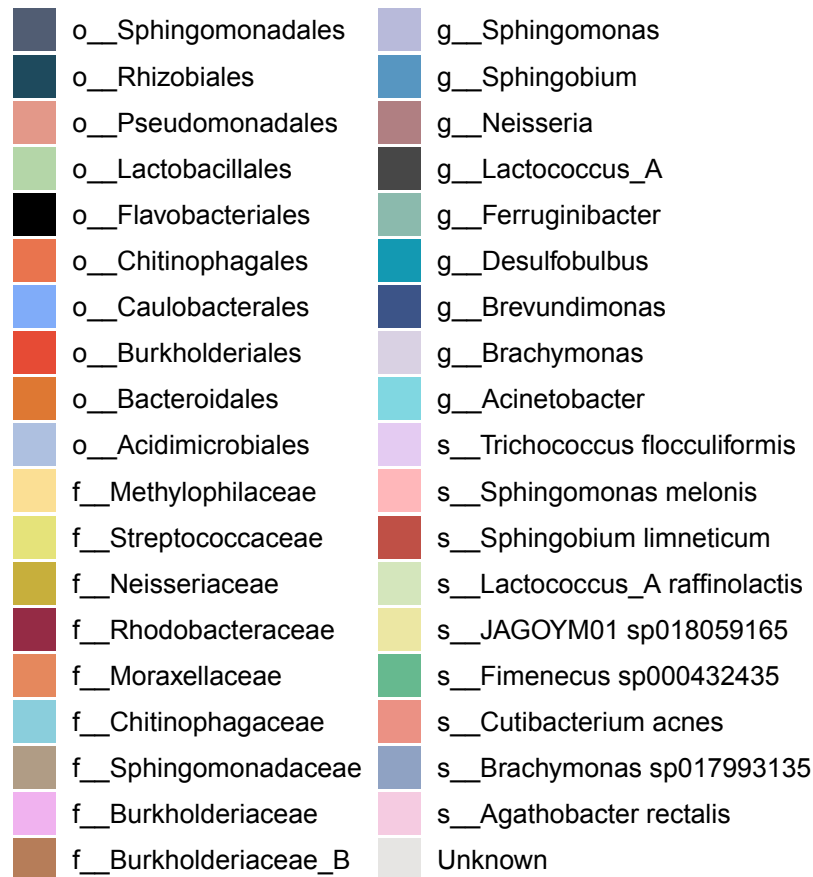 o__Sphingomonadales
o__Rhizobiales
o__Pseudomonadales
o__Lactobacillales
o__Flavobacteriales
o__Chitinophagales
o__Caulobacterales
o__Burkholderiales
o__Bacteroidales
o__Acidimicrobiales
f__Methylophilaceae
f__Streptococcaceae
f__Neisseriaceae
f__Rhodobacteraceae
f__Moraxellaceae
f__Chitinophagaceae
f__Sphingomonadaceae
f__Burkholderiaceae
f__Burkholderiaceae_B
g__Sphingomonas
g__Sphingobium
g__Neisseria
g__Lactococcus_A
g__Ferruginibacter
g__Desulfobulbus
g__Brevundimonas
g__Brachymonas
g__Acinetobacter
s__Trichococcus flocculiformis
s__Sphingomonas melonis
s__Sphingobium limneticum
s__Lactococcus_A raffinolactis
s__JAGOYM01 sp018059165
s__Fimenecus sp000432435
s__Cutibacterium acnes
s__Brachymonas sp017993135
s__Agathobacter rectalis
Unknown